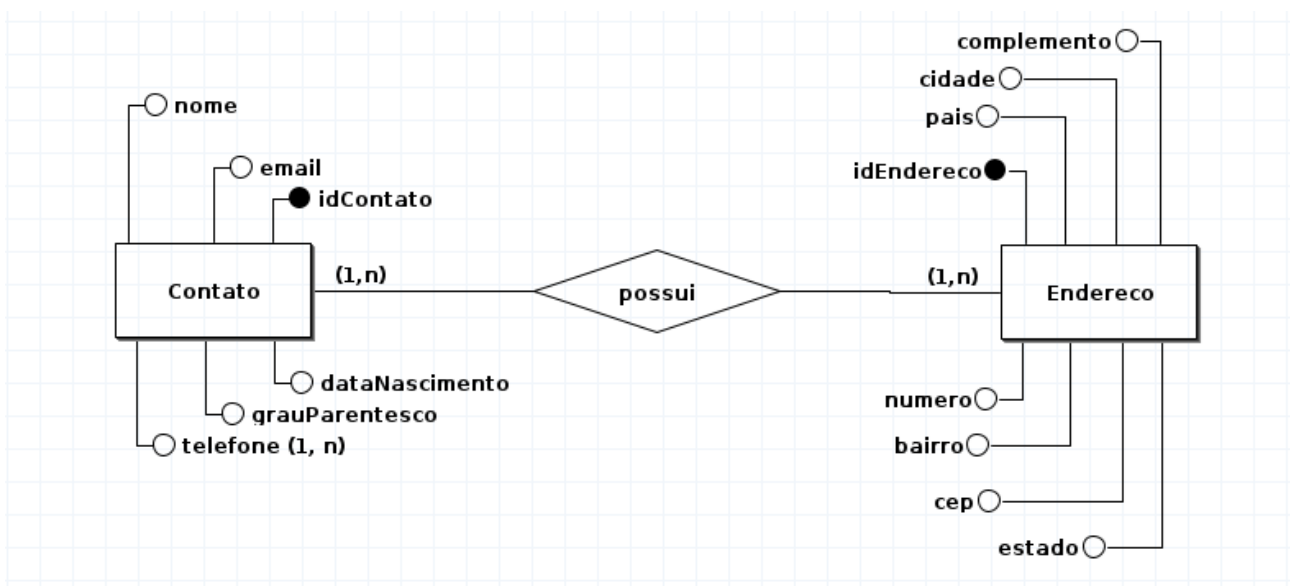 complemento
cidade
nome
pais
email
idEndereco
idContato
(1,n)
(1,n)
Contato
possui
Endereco
dataNascimento
numero
grauParentesco
telefone (1, n)
bairro
cep
estado